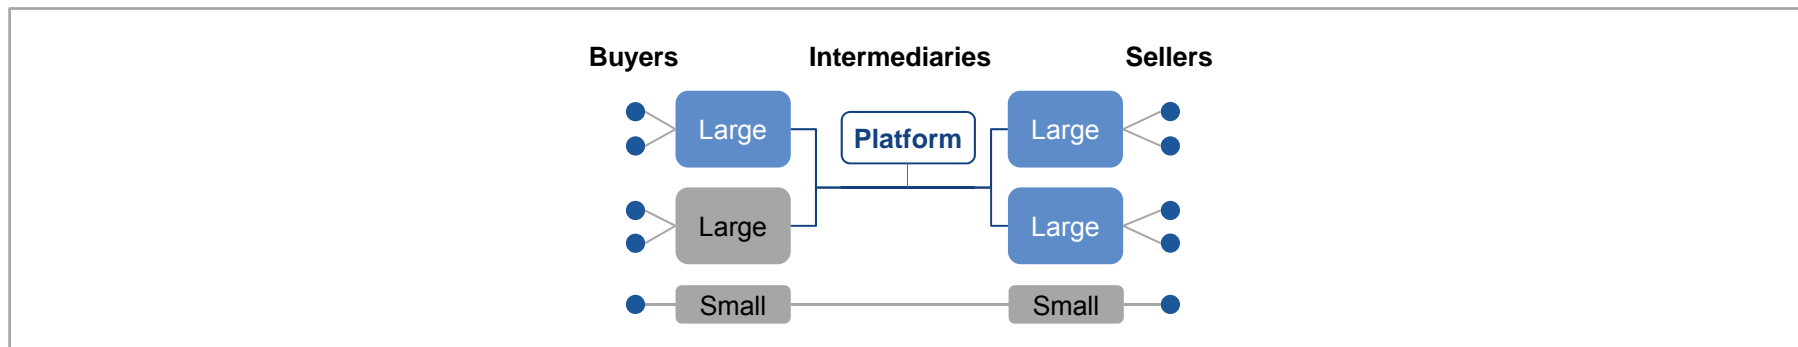 Buyers Intermediaries Sellers
Large Platform Large
Large Large
Small Small